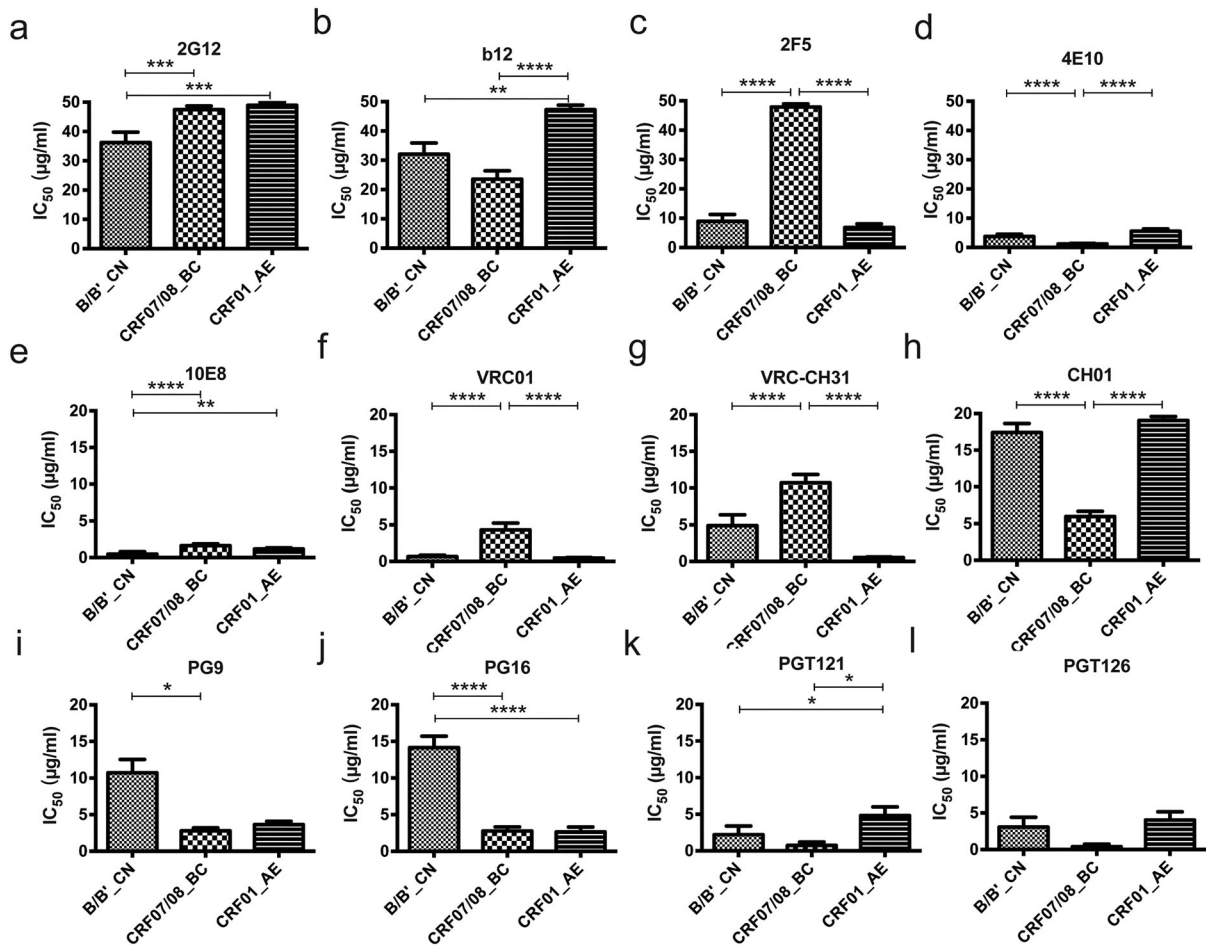 a
2G12
***
***
IC50 (µg/ml)
50
40
30
20
10
0
B/B'_CN
CRF07/08_BC
CRF01_AE
b
b12
****
**
IC50 (µg/ml)
50
40
30
20
10
0
B/B'_CN
CRF07/08_BC
CRF01_AE
c
2F5
**** ****
IC50 (µg/ml)
50
40
30
20
10
0
B/B'_CN
CRF07/08_BC
CRF01_AE
d
4E10
**** ****
IC50 (µg/ml)
50
40
30
20
10
0
B/B'_CN
CRF07/08_BC
CRF01_AE
e
10E8
****
**
IC50 (µg/ml)
20
15
10
5
0
B/B'_CN
CRF07/08_BC
CRF01_AE
f
VRC01
**** ****
IC50 (µg/ml)
20
15
10
5
0
B/B'_CN
CRF07/08_BC
CRF01_AE
g
VRC-CH31
**** ****
IC50 (µg/ml)
20
15
10
5
0
B/B'_CN
CRF07/08_BC
CRF01_AE
h
CH01
**** ****
IC50 (µg/ml)
20
15
10
5
0
B/B'_CN
CRF07/08_BC
CRF01_AE
i
PG9
*
IC50 (µg/ml)
20
15
10
5
0
B/B'_CN
CRF07/08_BC
CRF01_AE
j
PG16
****
****
IC50 (µg/ml)
20
15
10
5
0
B/B'_CN
CRF07/08_BC
CRF01_AE
k
PGT121
*
*
IC50 (µg/ml)
20
15
10
5
0
B/B'_CN
CRF07/08_BC
CRF01_AE
l
PGT126
IC50 (µg/ml)
20
15
10
5
0
B/B'_CN
CRF07/08_BC
CRF01_AE